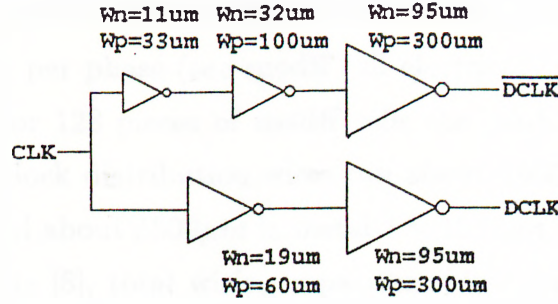 Wn=11um Wn=32um Wn=95um
Wp=33um Wp=100um Wp=300um
DCLK
CLK
DCLK
Wn=19um Wn=95um
Wp=60um Wp=300um